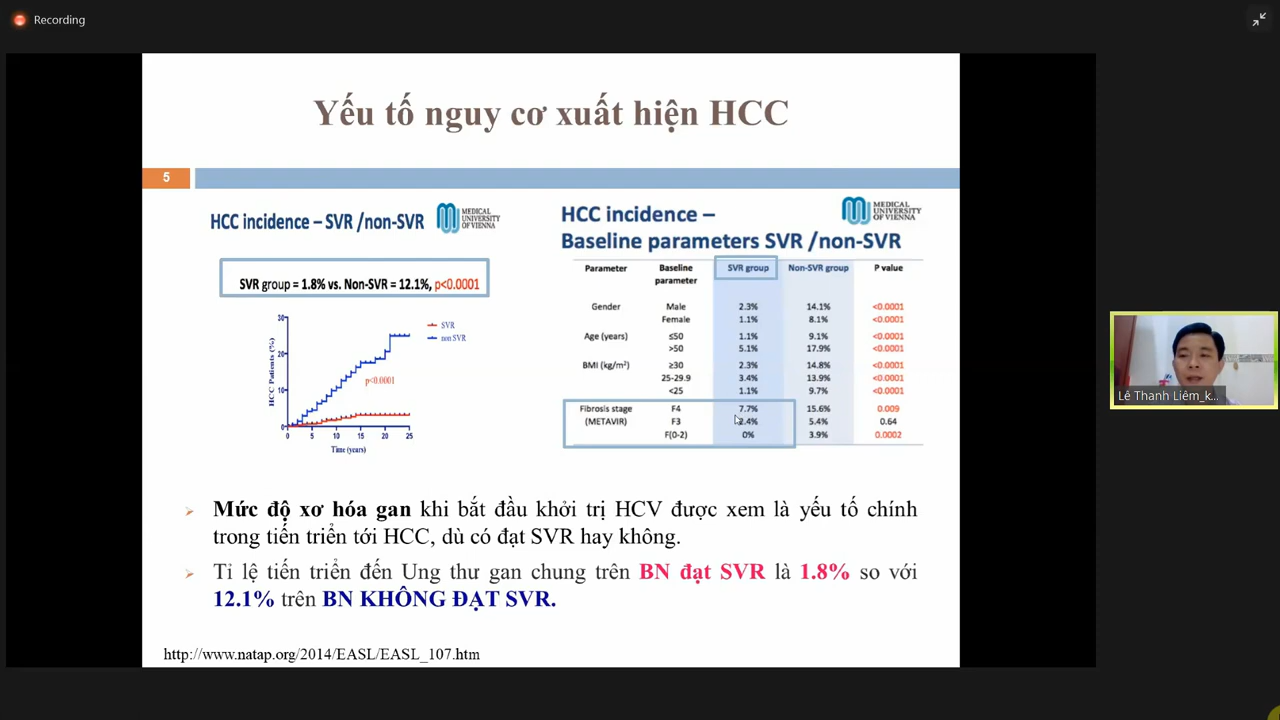 Recording
Yếu tố nguy cơ xuất hiện HCC
5
HCC incidence – SVR /non-SVR
MEDICAL
UNIVERSITY
OF VIENNA
SVR group = 1.8% vs. Non-SVR = 12.1%, p<0.0001
HCC Patients (%)
30
20
10
0
0 5 10 15 20 25
Time (years)
p<0.0001
SVR
non SVR
HCC incidence –
Baseline parameters SVR /non-SVR
MEDICAL
UNIVERSITY
OF VIENNA
Parameter Baseline parameter SVR group Non-SVR group P value
Gender Male 2.3% 14.1% <0.0001
Female 1.1% 8.1% <0.0001
Age (years) ≤50 1.1% 9.1% <0.0001
>50 5.1% 17.9% <0.0001
BMI (kg/m²) ≥30 2.3% 14.8% <0.0001
25-29.9 3.4% 13.9% <0.0001
<25 1.1% 9.7% <0.0001
Fibrosis stage F4 7.7% 15.6% 0.009
(METAVIR) F3 2.4% 5.4% 0.64
F(0-2) 0% 3.9% 0.0002
Mức độ xơ hóa gan khi bắt đầu khởi trị HCV được xem là yếu tố chính
trong tiến triển tới HCC, dù có đạt SVR hay không.
Tỉ lệ tiến triển đến Ung thư gan chung trên BN đạt SVR là 1.8% so với
12.1% trên BN KHÔNG ĐẠT SVR.
http://www.natap.org/2014/EASL/EASL_107.htm
Lê Thanh Liêm_k...